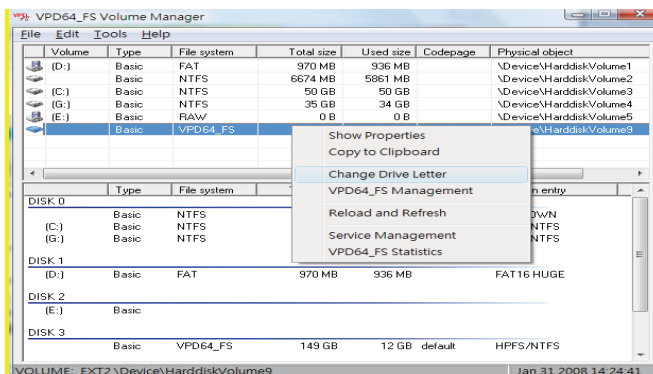 VPD64_FS Volume Manager
File Edit Tools Help
Volume Type File system Total size Used size Codepage Physical object
(D:) Basic FAT 970 MB 936 MB \Device\HarddiskVolume1
Basic NTFS 6674 MB 5861 MB \Device\HarddiskVolume2
(C:) Basic NTFS 50 GB 50 GB \Device\HarddiskVolume3
(G:) Basic NTFS 35 GB 34 GB \Device\HarddiskVolume4
(E:) Basic RAW 0 B 0 B \Device\HarddiskVolume5
Basic VPD64_FS HarddiskVolume9
Show Properties
Copy to Clipboard
Change Drive Letter
VPD64_FS Management
Reload and Refresh
Service Management
VPD64_FS Statistics
Type File system entry
DISK 0
Basic NTFS
(C:) Basic NTFS NTFS
(G:) Basic NTFS NTFS
DISK 1
(D:) Basic FAT 970 MB 936 MB FAT16 HUGE
DISK 2
(E:) Basic
DISK 3
Basic VPD64_FS 149 GB 12 GB default HPFS/NTFS
VOLUME: EXT2 \Device\HarddiskVolume9 Jan 31 2008 14:24:41